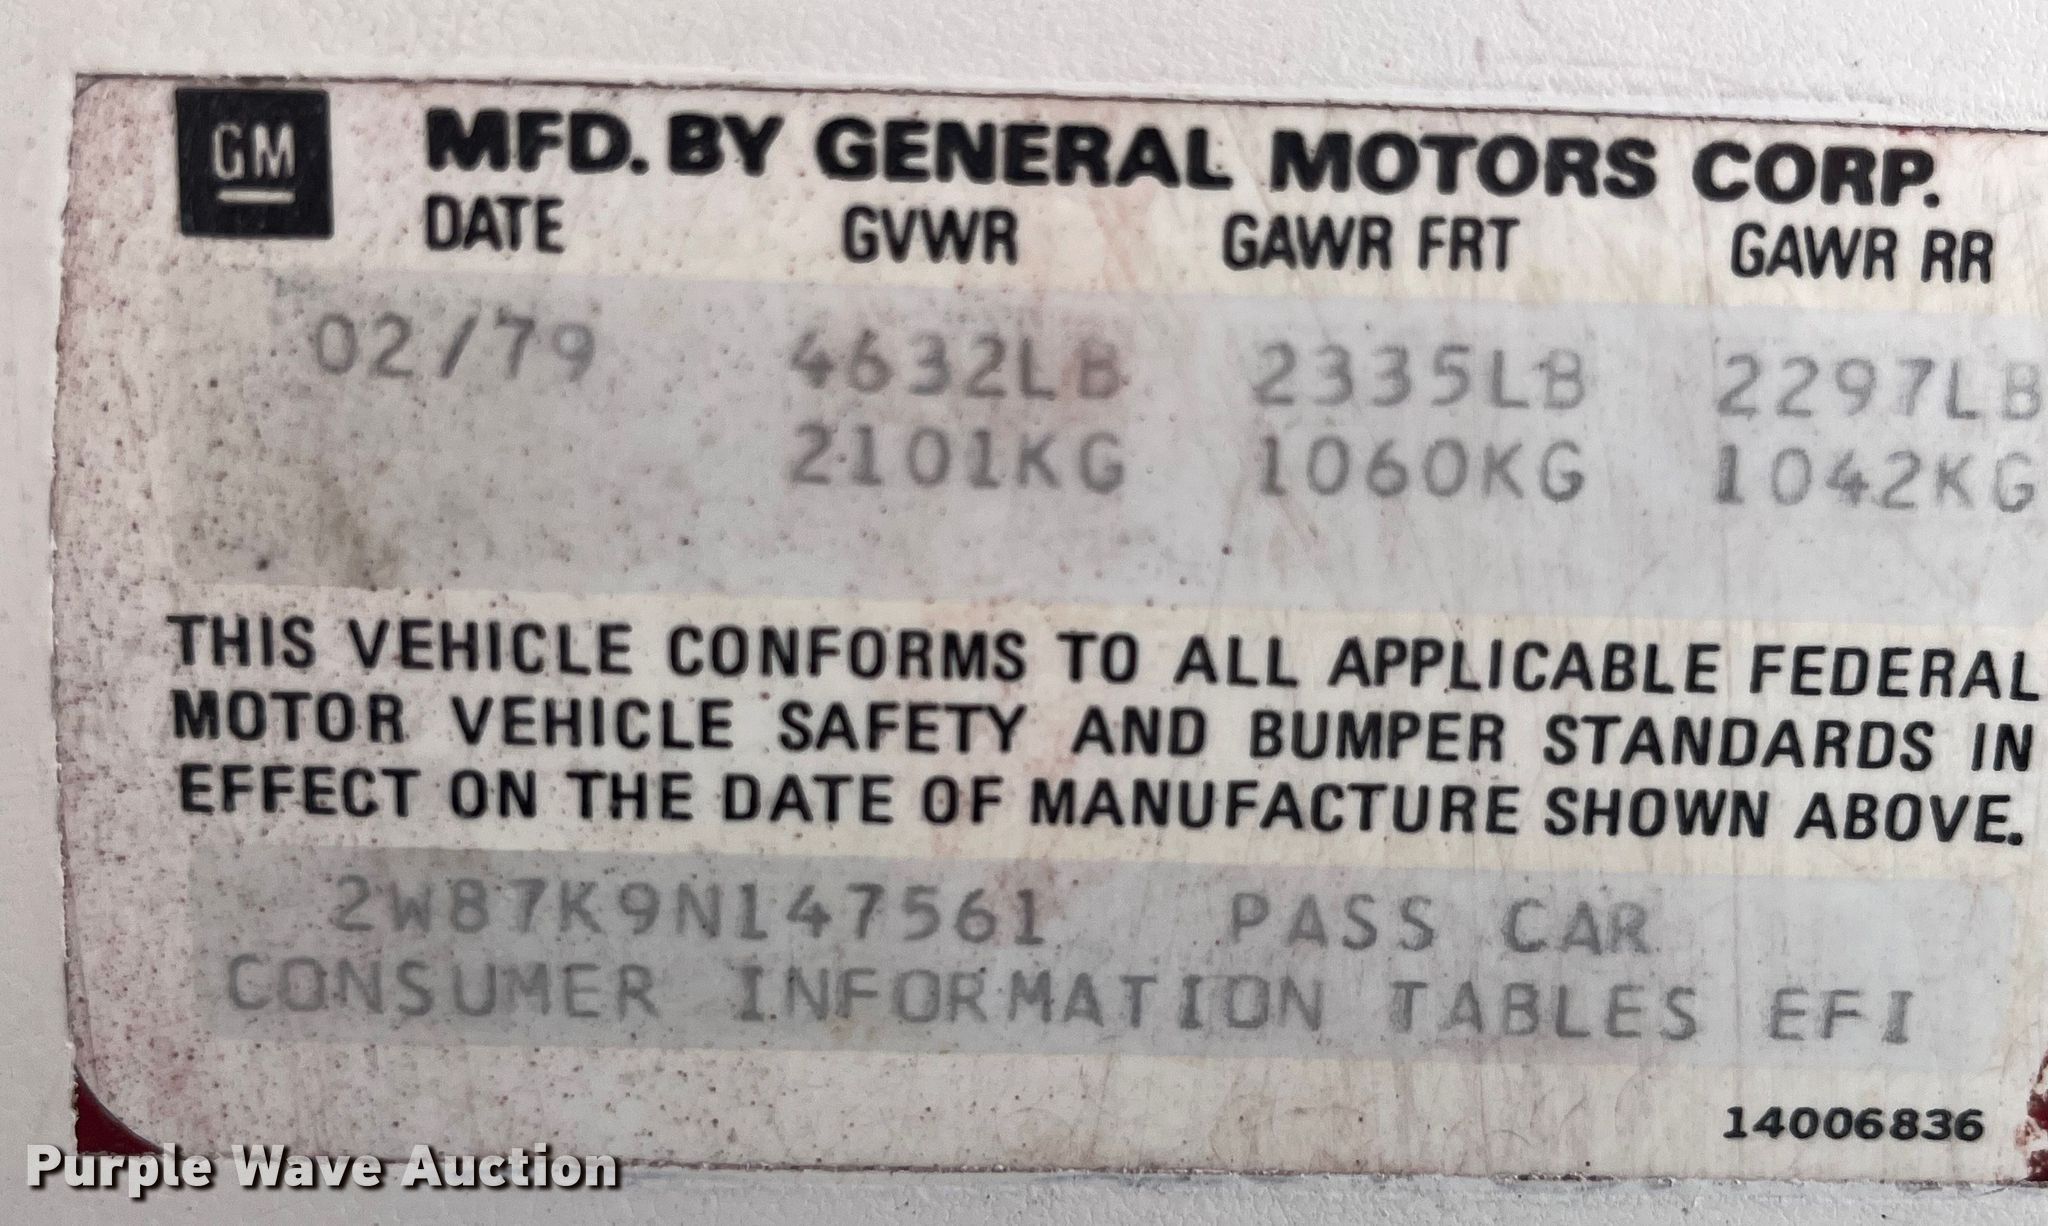 GM MFD. BY GENERAL MOTORS CORP.
DATE GVWR GAWR FRT GAWR RR
02/79 4632LB 2335LB 2297LB
2101KG 1060KG 1042KG
THIS VEHICLE CONFORMS TO ALL APPLICABLE FEDERAL
MOTOR VEHICLE SAFETY AND BUMPER STANDARDS IN
EFFECT ON THE DATE OF MANUFACTURE SHOWN ABOVE.
2W87K9N147561 PASS CAR
CONSUMER INFORMATION TABLES EFI
14006836
Purple Wave Auction